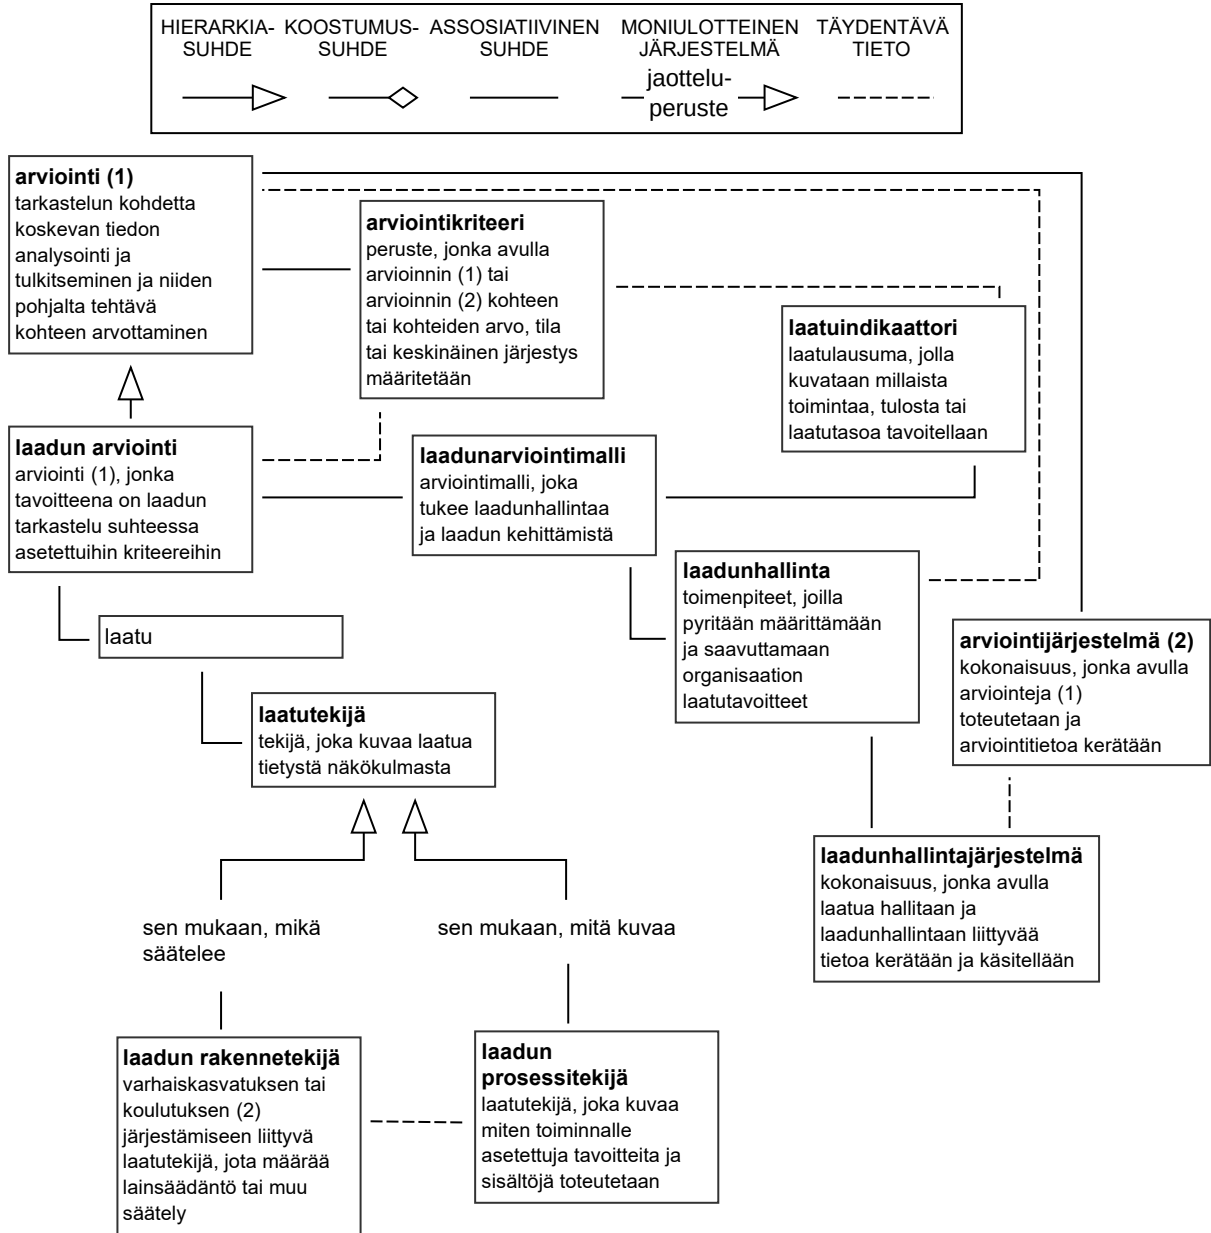 HIERARKIA-
SUHDE
KOOSTUMUS-
SUHDE
ASSOSIATIIVINEN
SUHDE
MONIULOTTEINEN
JÄRJESTELMÄ
TÄYDENTÄVÄ
TIETO
jaottelu-
peruste
arviointi (1)
tarkastelun kohdetta
koskevan tiedon
analysointi ja
tulkitseminen ja niiden
pohjalta tehtävä
kohteen arvottaminen
arviointikriteeri
peruste, jonka avulla
arvioinnin (1) tai
arvioinnin (2) kohteen
tai kohteiden arvo, tila
tai keskinäinen järjestys
määritetään
laatuindikaattori
laatulausuma, jolla
kuvataan millaista
toimintaa, tulosta tai
laatutasoa tavoitellaan
laadun arviointi
arviointi (1), jonka
tavoitteena on laadun
tarkastelu suhteessa
asetettuihin kriteereihin
laadunarviointimalli
arviointimalli, joka
tukee laadunhallintaa
ja laadun kehittämistä
laadunhallinta
toimenpiteet, joilla
pyritään määrittämään
ja saavuttamaan
organisaation
laatutavoitteet
arviointijärjestelmä (2)
kokonaisuus, jonka avulla
arviointeja (1)
toteutetaan ja
arviointitietoa kerätään
laatu
laatutekijä
tekijä, joka kuvaa laatua
tietystä näkökulmasta
laadunhallintajärjestelmä
kokonaisuus, jonka avulla
laatua hallitaan ja
laadunhallintaan liittyvää
tietoa kerätään ja käsitellään
sen mukaan, mikä
säätelee
sen mukaan, mitä kuvaa
laadun rakennetekijä
varhaiskasvatuksen tai
koulutuksen (2)
järjestämiseen liittyvä
laatutekijä, jota määrää
lainsäädäntö tai muu
säätely
laadun
prosessitekijä
laatutekijä, joka kuvaa
miten toiminnalle
asetettuja tavoitteita ja
sisältöjä toteutetaan